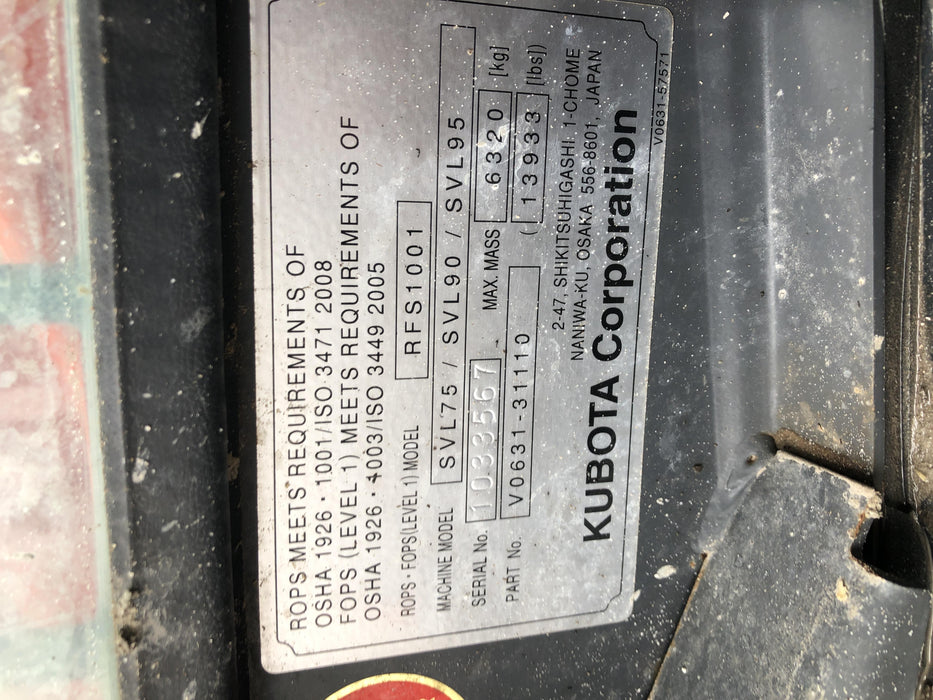 ROPS MEETS REQUIREMENTS OF
OSHA 1926・1001/ISO 3471 2008
FOPS (LEVEL 1) MEETS REQUIREMENTS OF
OSHA 1926・4003/ISO 3449 2005
ROPS・FOPS(LEVEL 1) MODEL RFS1001
MACHINE MODEL SVL75 / SVL90 / SVL95
SERIAL No. 1033567 MAX. MASS 6320 [kg]
PART No. V0631-31110 ( 13933 [lbs])
2-47, SHIKITSUHIGASHI 1-CHOME
NANIWA-KU, OSAKA 556-8601, JAPAN
KUBOTA Corporation
V0631-57571